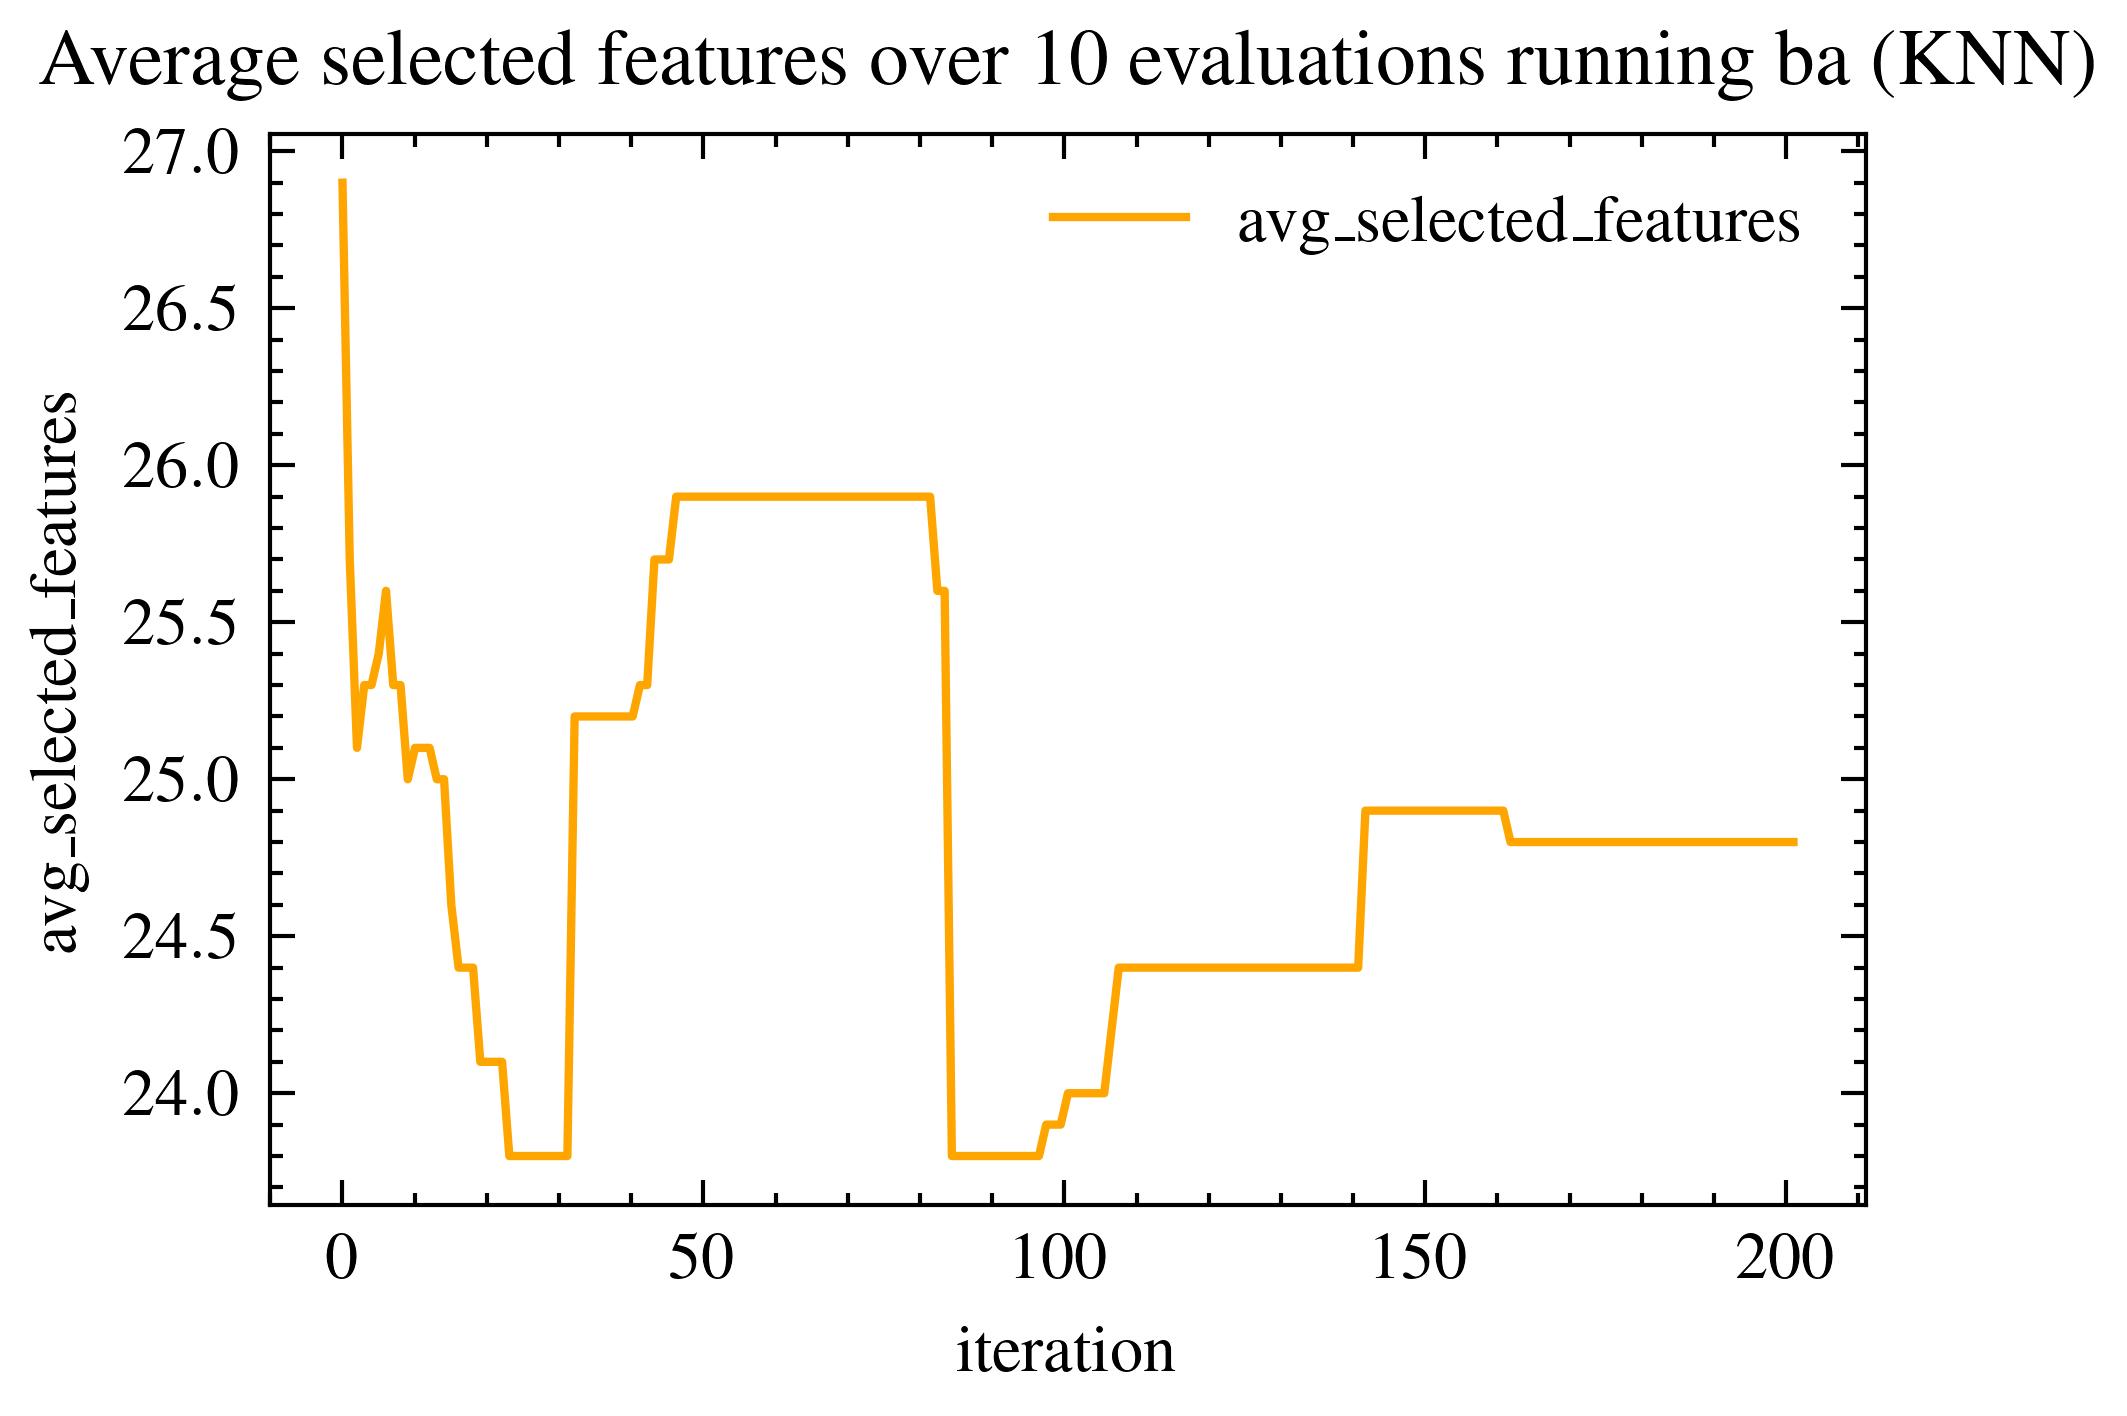 Average selected features over 10 evaluations running ba (KNN)
27.0
26.5
26.0
25.5
25.0
24.5
24.0
avg_selected_features
avg_selected_features
0 50 100 150 200
iteration